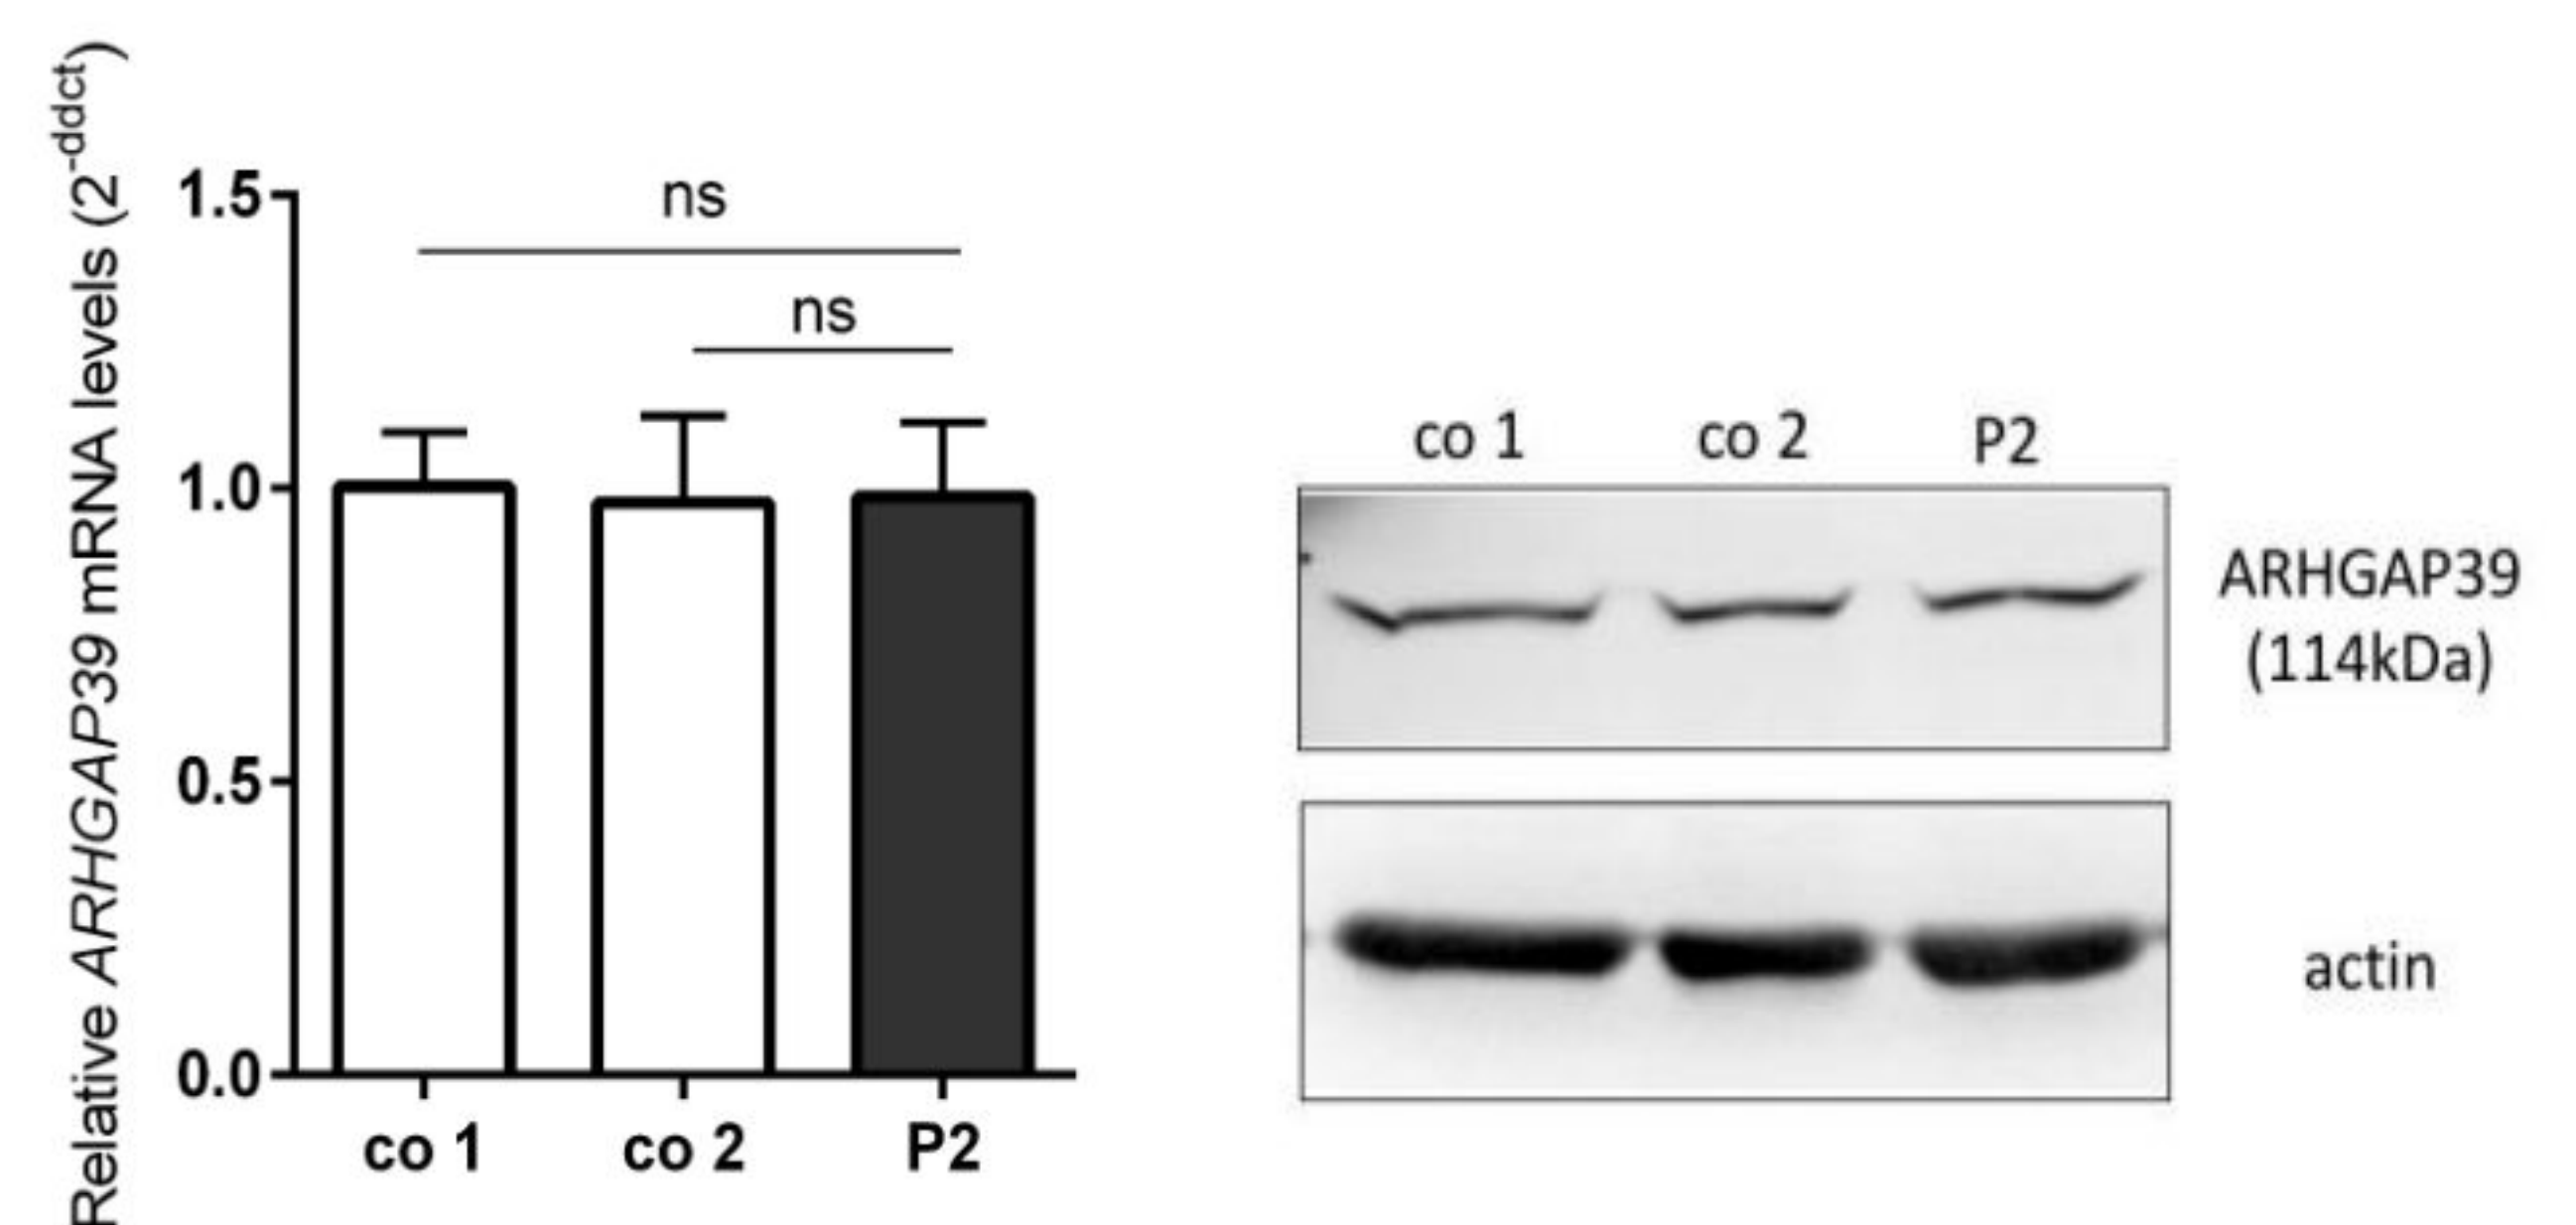 Relative ARHGAP39 mRNA levels (2^-ddct)
1.5
1.0
0.5
0.0
ns
ns
co 1
co 2
P2
co 1
co 2
P2
ARHGAP39
(114kDa)
actin